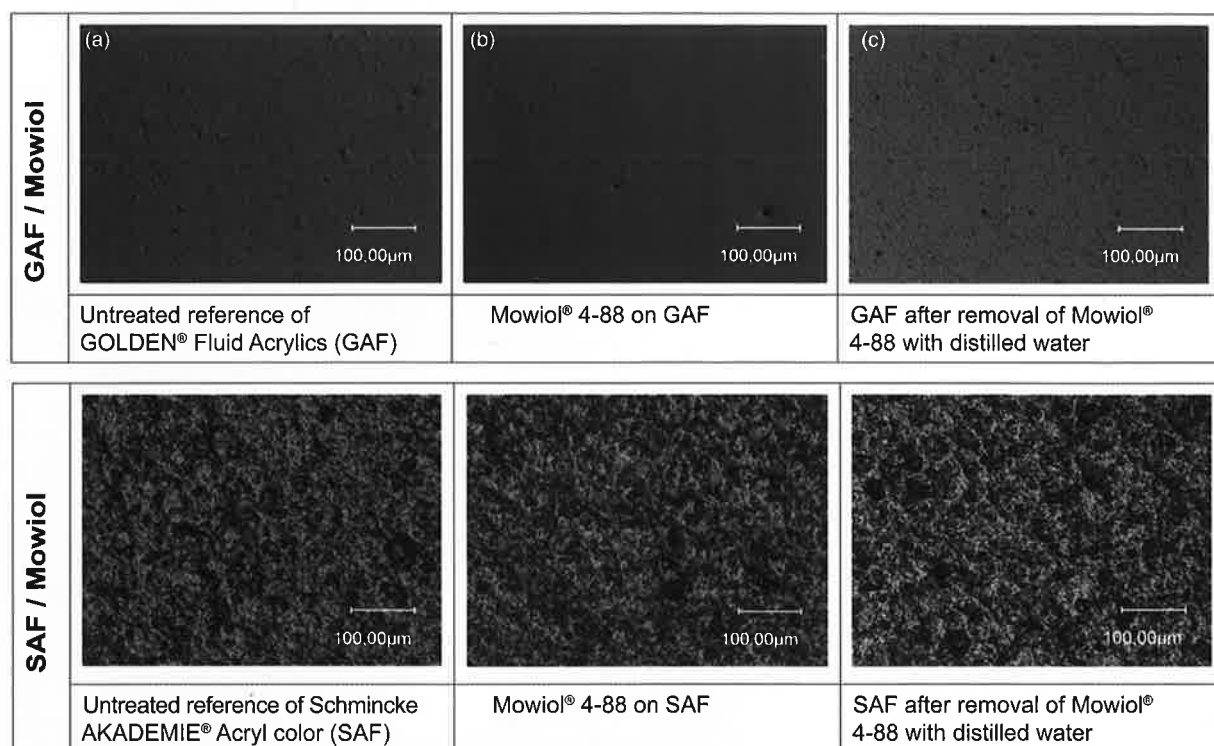 GAF / Mowiol
(a)
(b)
(c)
100,00µm
100,00µm
100,00µm
Untreated reference of
GOLDEN® Fluid Acrylics (GAF)
Mowiol® 4-88 on GAF
GAF after removal of Mowiol®
4-88 with distilled water
SAF / Mowiol
100,00µm
100,00µm
100,00µm
Untreated reference of Schmincke
AKADEMIE® Acryl color (SAF)
Mowiol® 4-88 on SAF
SAF after removal of Mowiol®
4-88 with distilled water